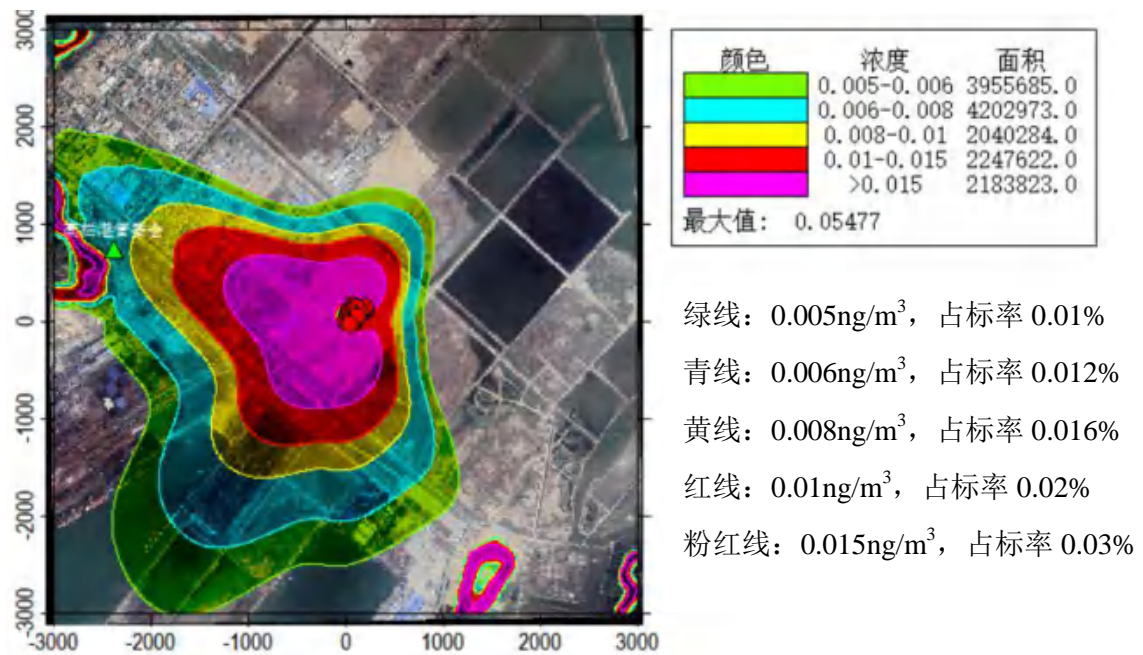 3000
2000
1000
0
-1000
-2000
-3000
-3000 -2000 -1000 0 1000 2000 3000
颜色 浓度 面积
0.005-0.006 3955685.0
0.006-0.008 4202973.0
0.008-0.01 2040284.0
0.01-0.015 2247622.0
>0.015 2183823.0
最大值: 0.05477
绿线：0.005ng/m³，占标率 0.01%
青线：0.006ng/m³，占标率 0.012%
黄线：0.008ng/m³，占标率 0.016%
红线：0.01ng/m³，占标率 0.02%
粉红线：0.015ng/m³，占标率 0.03%